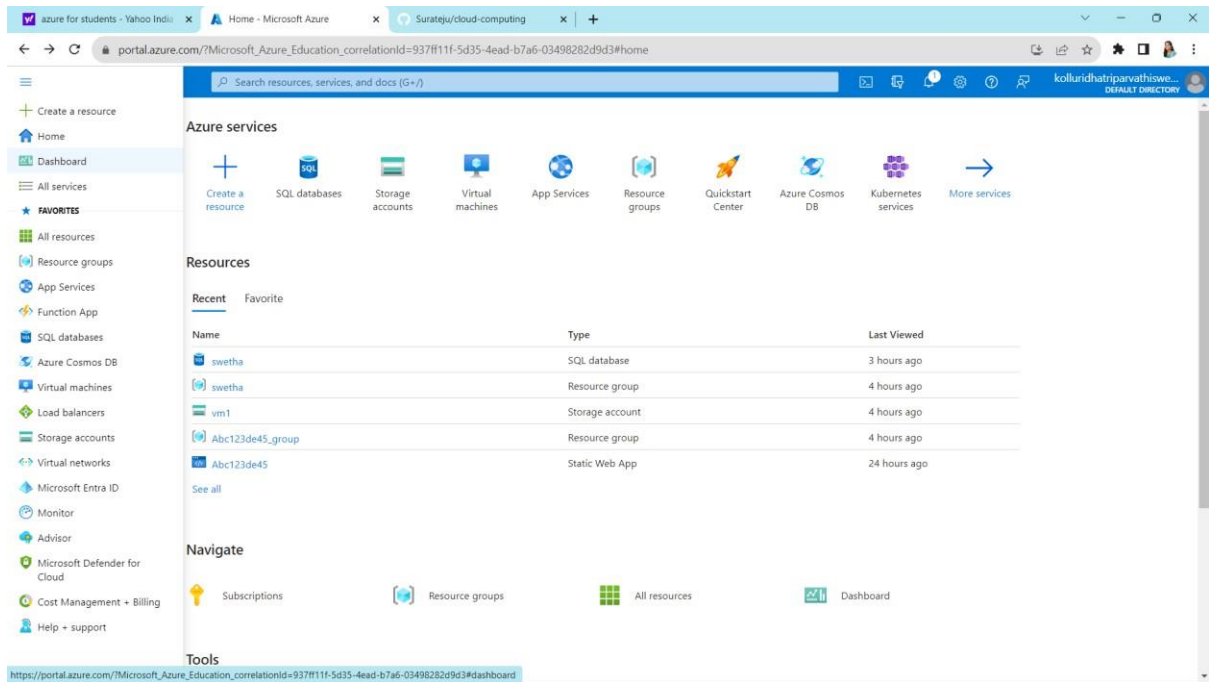 azure for students - Yahoo India
Home - Microsoft Azure
Surateju/cloud-computing
portal.azure.com/?Microsoft_Azure_Education_correlationId=937ff11f-5d35-4ead-b7a6-03498282d9d3#home
Search resources, services, and docs (G+/)
kolluridhatriparvathiswe...
DEFAULT DIRECTORY
Create a resource
Home
Dashboard
All services
FAVORITES
All resources
Resource groups
App Services
Function App
SQL databases
Azure Cosmos DB
Virtual machines
Load balancers
Storage accounts
Virtual networks
Microsoft Entra ID
Monitor
Advisor
Microsoft Defender for
Cloud
Cost Management + Billing
Help + support
Azure services
Create a
resource
SQL databases
SQL
Storage
accounts
Virtual
machines
App Services
Resource
groups
Quickstart
Center
Azure Cosmos
DB
Kubernetes
services
More services
Resources
Recent Favorite
Name Type Last Viewed
swetha SQL database 3 hours ago
swetha Resource group 4 hours ago
vm1 Storage account 4 hours ago
Abc123de45_group Resource group 4 hours ago
Abc123de45 Static Web App 24 hours ago
See all
Navigate
Subscriptions Resource groups All resources Dashboard
Tools
https://portal.azure.com/?Microsoft_Azure_Education_correlationId=937ff11f-5d35-4ead-b7a6-03498282d9d3#dashboard